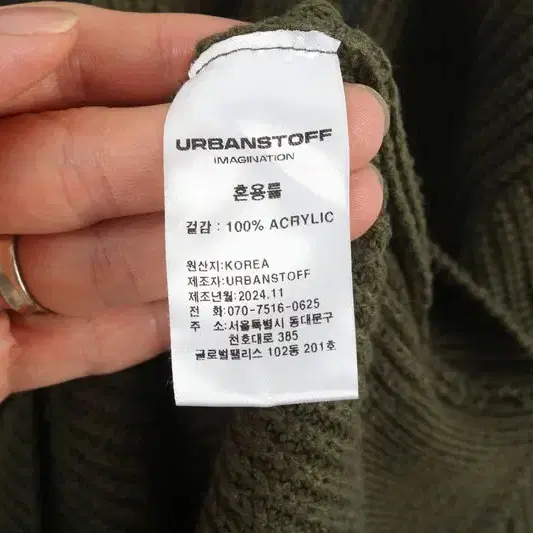 URBANSTOFF
IMAGINATION
혼용률
겉감 : 100% ACRYLIC
원산지:KOREA
제조자:URBANSTOFF
제조년월:2024.11
전 화:070-7516-0625
주 소:서울특별시 동대문구
천호대로 385
글로벌팰리스 102동 201호